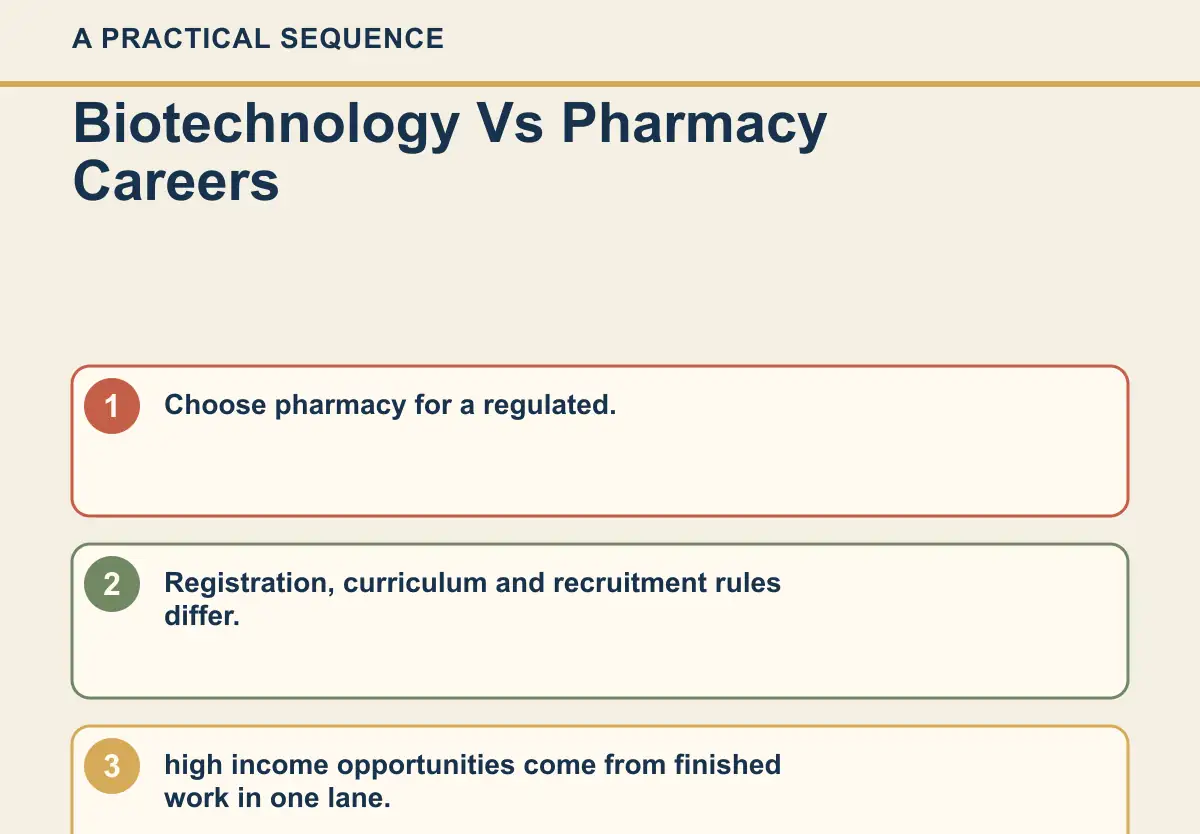 A PRACTICAL SEQUENCE
Biotechnology Vs Pharmacy
Careers
1
Choose pharmacy for a regulated.
2
Registration, curriculum and recruitment rules
differ.
3
high income opportunities come from finished
work in one lane.